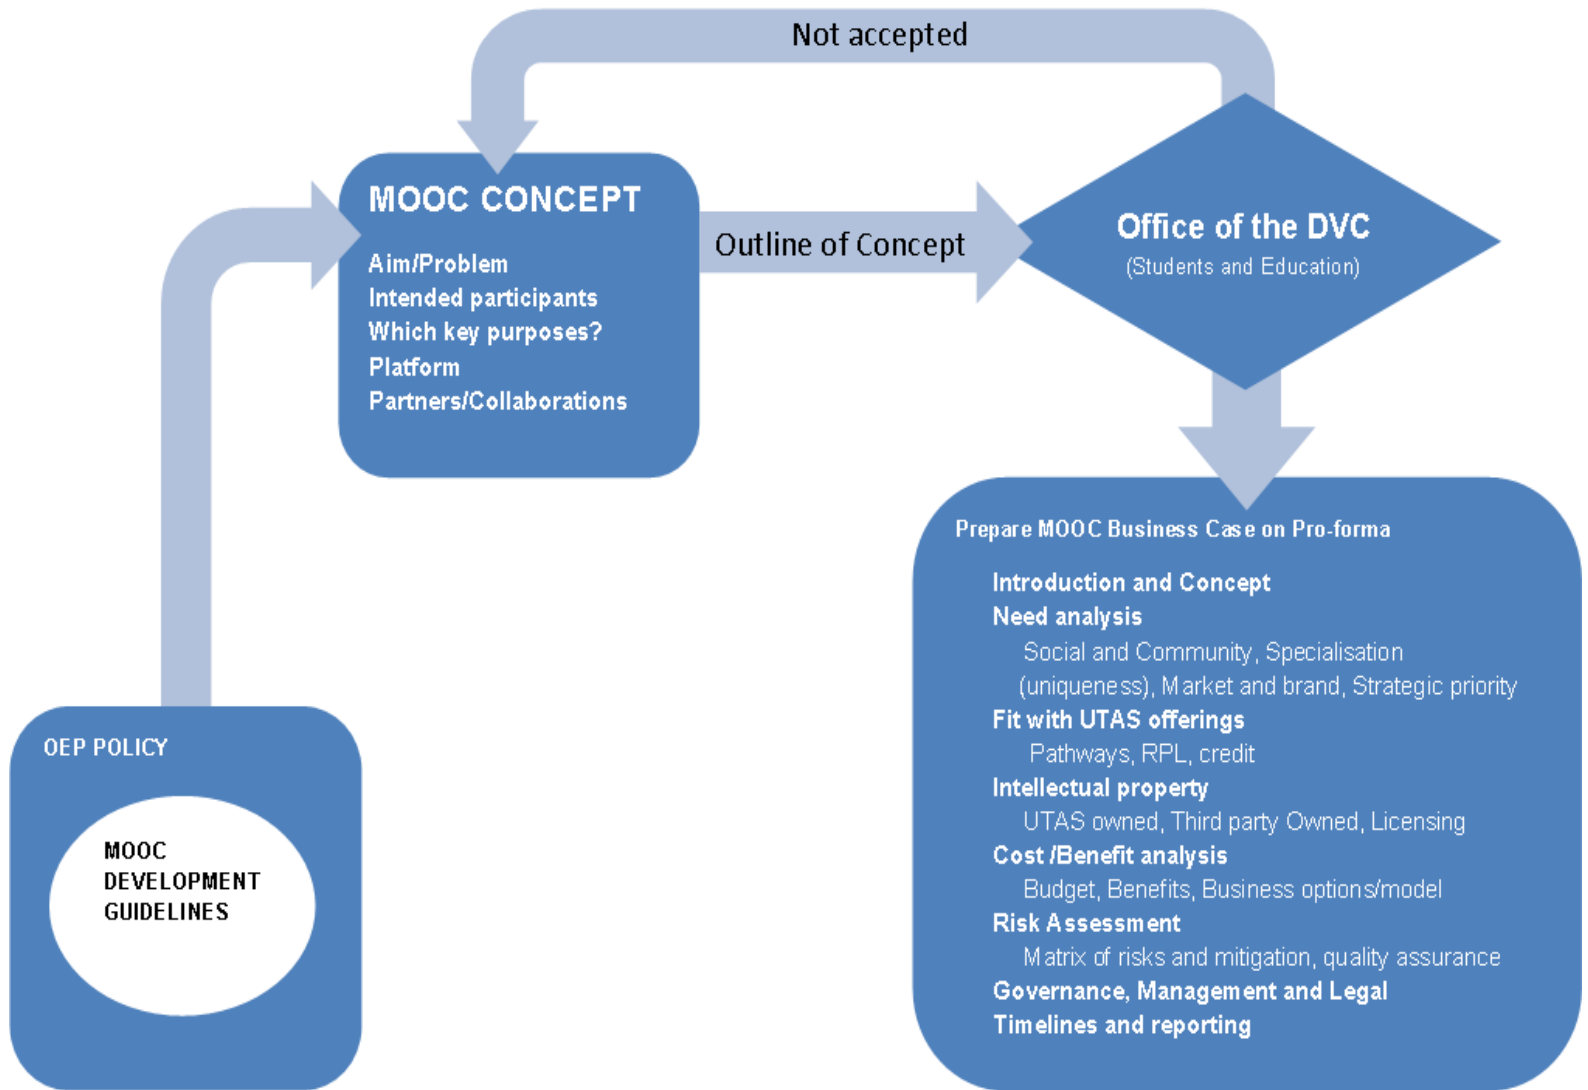 Not accepted
MOOC CONCEPT
Aim/Problem
Intended participants
Which key purposes?
Platform
Partners/Collaborations
Outline of Concept
Office of the DVC
(Students and Education)
Prepare MOOC Business Case on Pro-forma
Introduction and Concept
Need analysis
Social and Community, Specialisation
(uniqueness), Market and brand, Strategic priority
Fit with UTAS offerings
Pathways, RPL, credit
Intellectual property
UTAS owned, Third party Owned, Licensing
Cost /Benefit analysis
Budget, Benefits, Business options/model
Risk Assessment
Matrix of risks and mitigation, quality assurance
Governance, Management and Legal
Timelines and reporting
OEP POLICY
MOOC
DEVELOPMENT
GUIDELINES